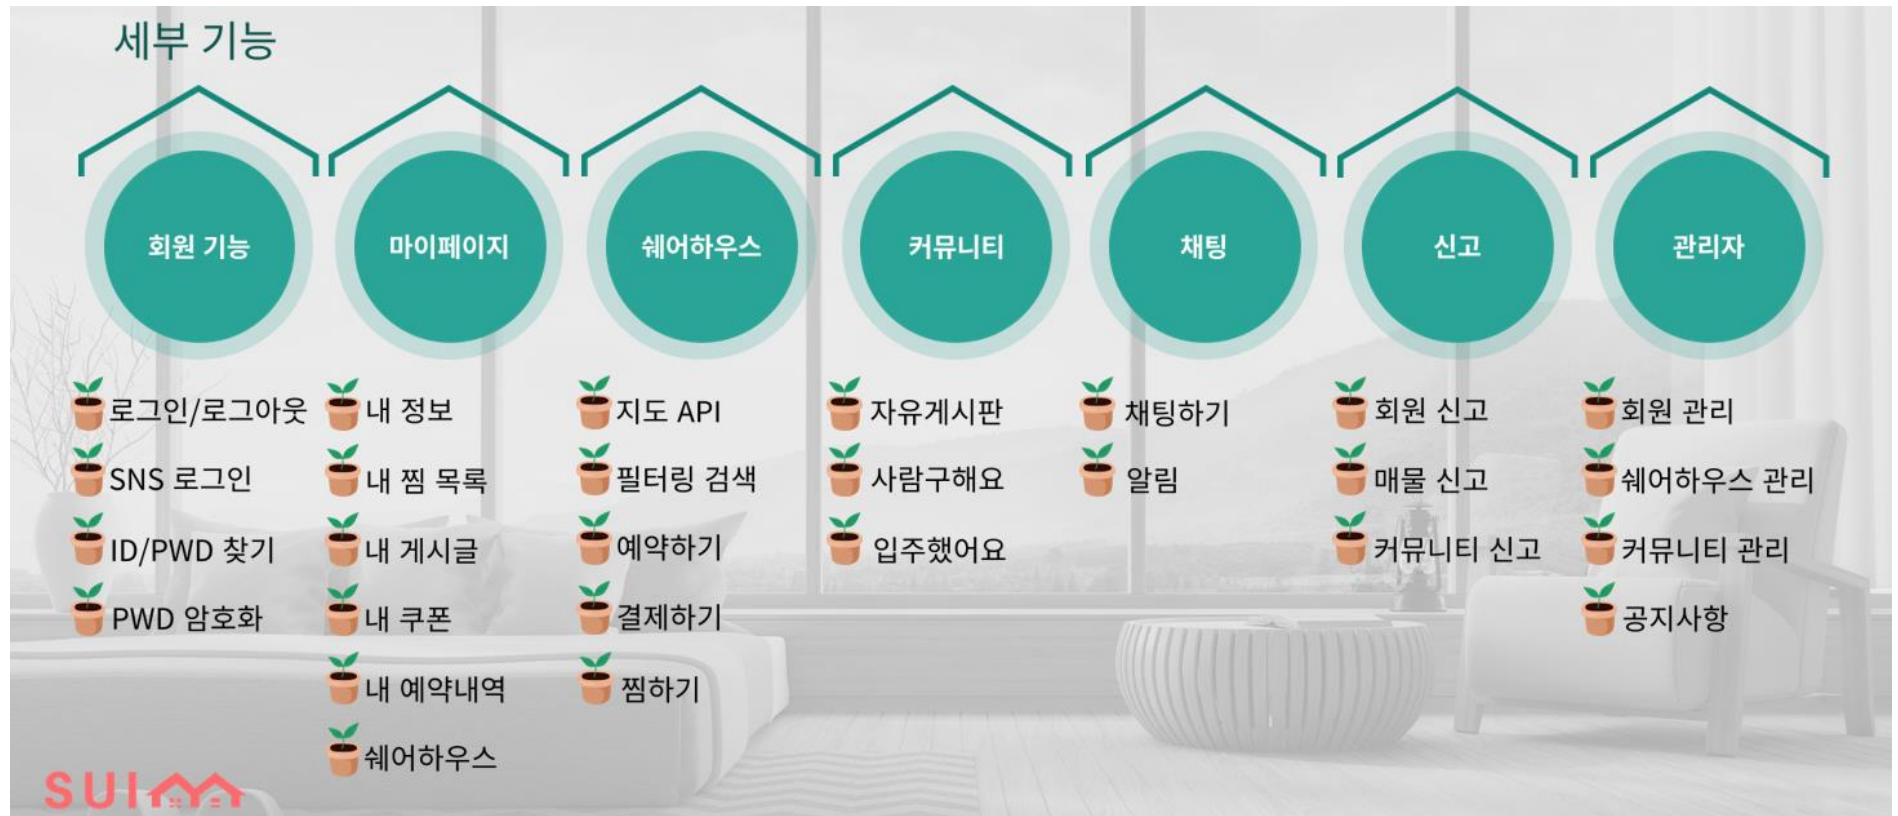 세부 기능
회원 기능
로그인/로그아웃
SNS 로그인
ID/PWD 찾기
PWD 암호화
마이페이지
내 정보
내 찜 목록
내 게시글
내 쿠폰
내 예약내역
쉐어하우스
쉐어하우스
지도 API
필터링 검색
예약하기
결제하기
찜하기
커뮤니티
자유게시판
사람구해요
입주했어요
채팅
채팅하기
알림
신고
회원 신고
매물 신고
커뮤니티 신고
관리자
회원 관리
쉐어하우스 관리
커뮤니티 관리
공지사항
SUIM